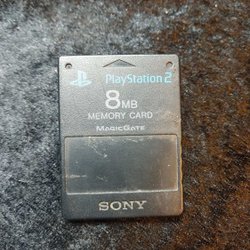 PlayStation 2
8MB
MEMORY CARD
MAGICGATE
SONY